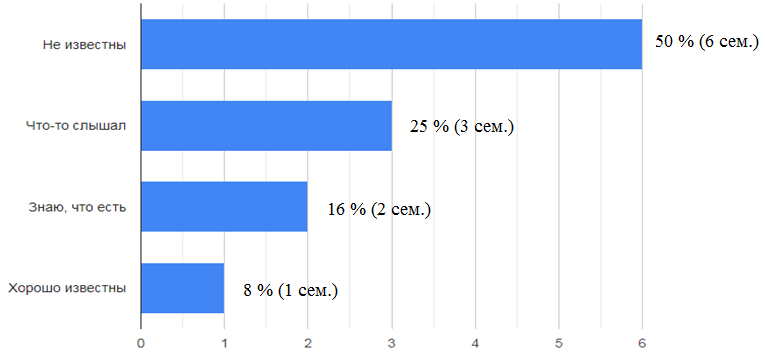 Не известны 50 % (6 сем.)
Что-то слышал 25 % (3 сем.)
Знаю, что есть 16 % (2 сем.)
Хорошо известны 8 % (1 сем.)
0 1 2 3 4 5 6